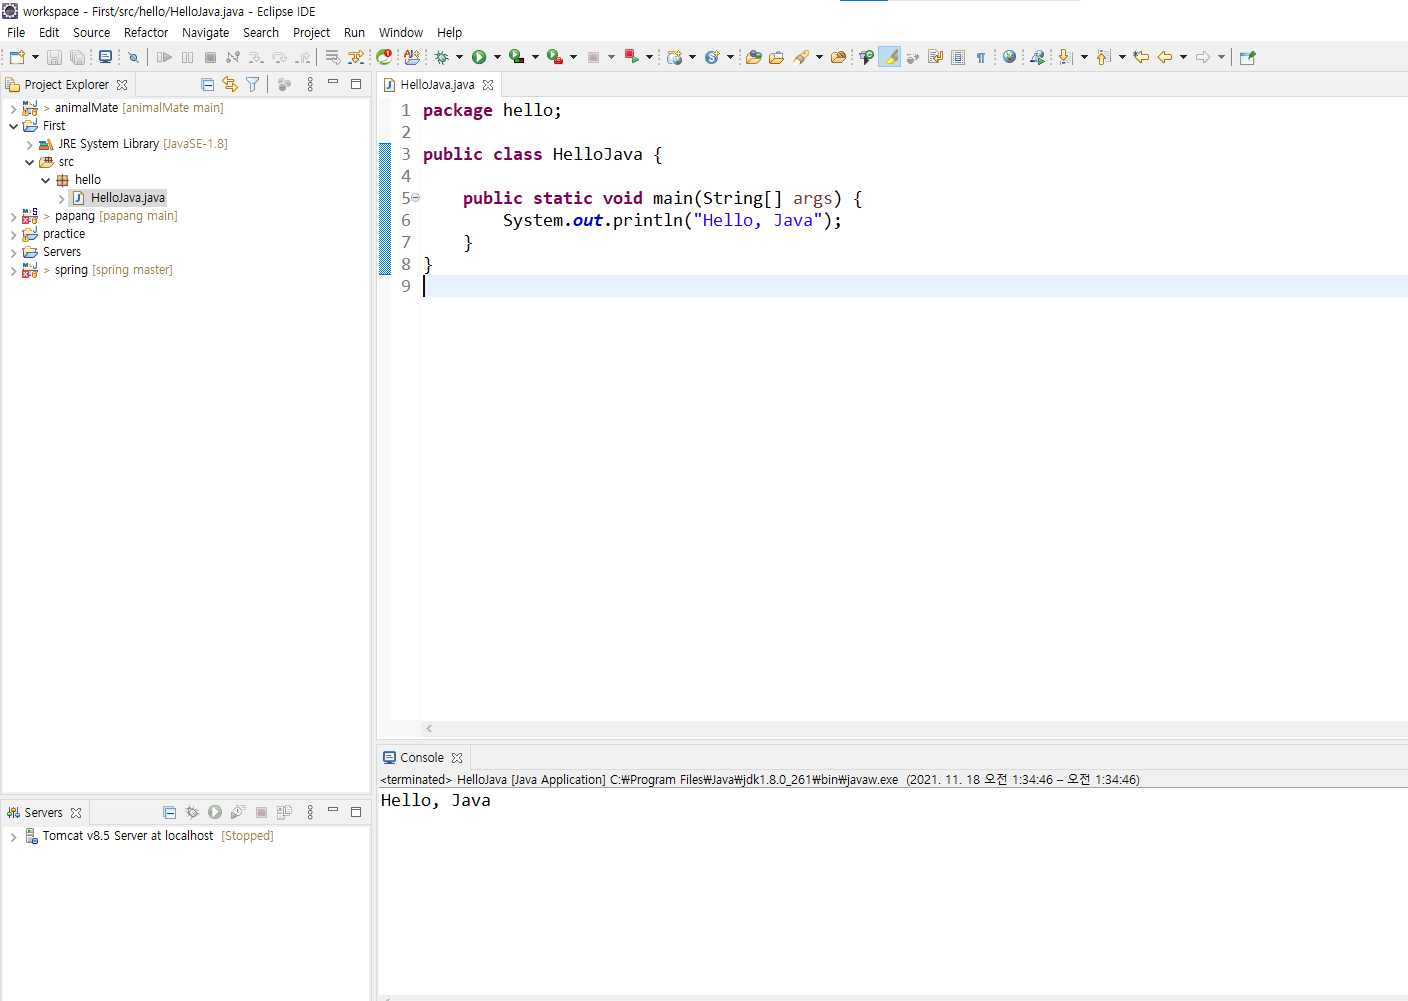 workspace - First/src/hello/HelloJava.java - Eclipse IDE
File Edit Source Refactor Navigate Search Project Run Window Help
Project Explorer
> animalMate [animalMate main]
First
JRE System Library [JavaSE-1.8]
src
hello
HelloJava.java
> papang [papang main]
practice
Servers
> spring [spring master]
HelloJava.java
1 package hello;
2
3 public class HelloJava {
4
5 public static void main(String[] args) {
6 System.out.println("Hello, Java");
7 }
8 }
9
Servers
Tomcat v8.5 Server at localhost [Stopped]
Console
<terminated> HelloJava [Java Application] C:₩Program Files₩Java₩jdk1.8.0_261₩bin₩javaw.exe (2021. 11. 18 오전 1:34:46 – 오전 1:34:46)
Hello, Java